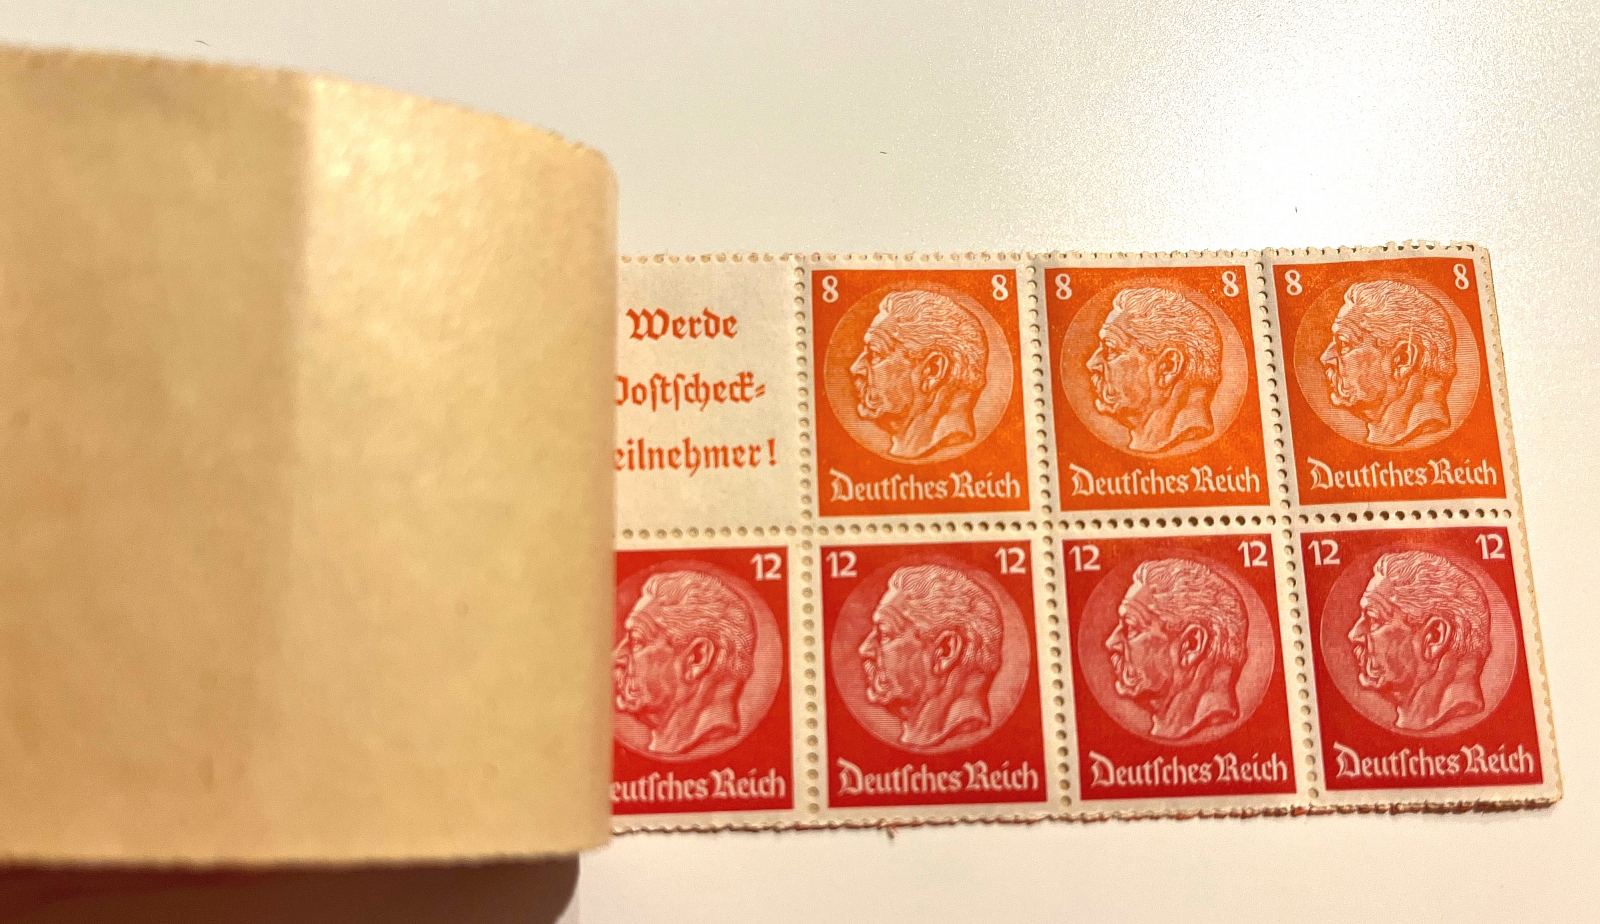 Werde
Postscheck-
eilnehmer!
8 8 8 8 8 8
Deutsches Reich Deutsches Reich Deutsches Reich
12 12 12 12 12 12 12
eutsches Reich Deutsches Reich Deutsches Reich Deutsches Reich